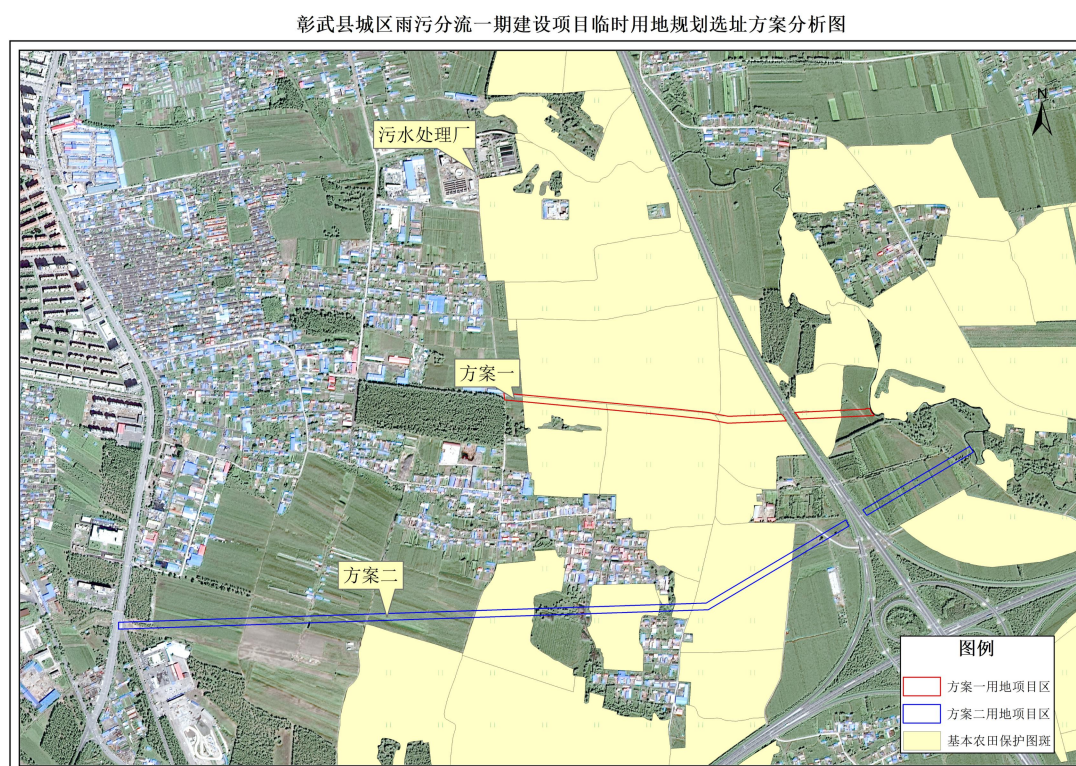 彰武县城区雨污分流一期建设项目临时用地规划选址方案分析图
N
污水处理厂
方案一
方案二
图例
方案一用地项目区
方案二用地项目区
基本农田保护图斑